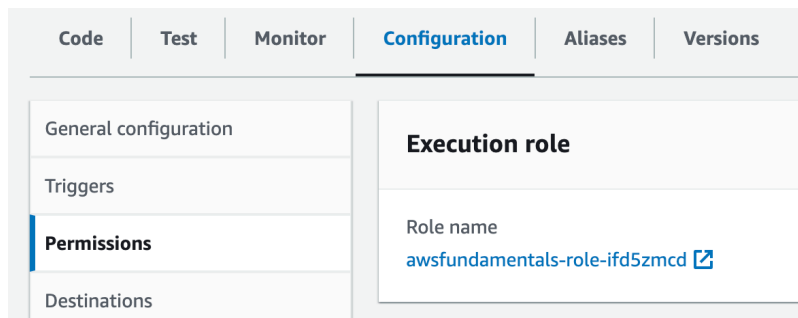 Code Test Monitor Configuration Aliases Versions
General configuration
Triggers
Permissions
Destinations
Execution role
Role name
awsfundamentals-role-ifd5zmcd